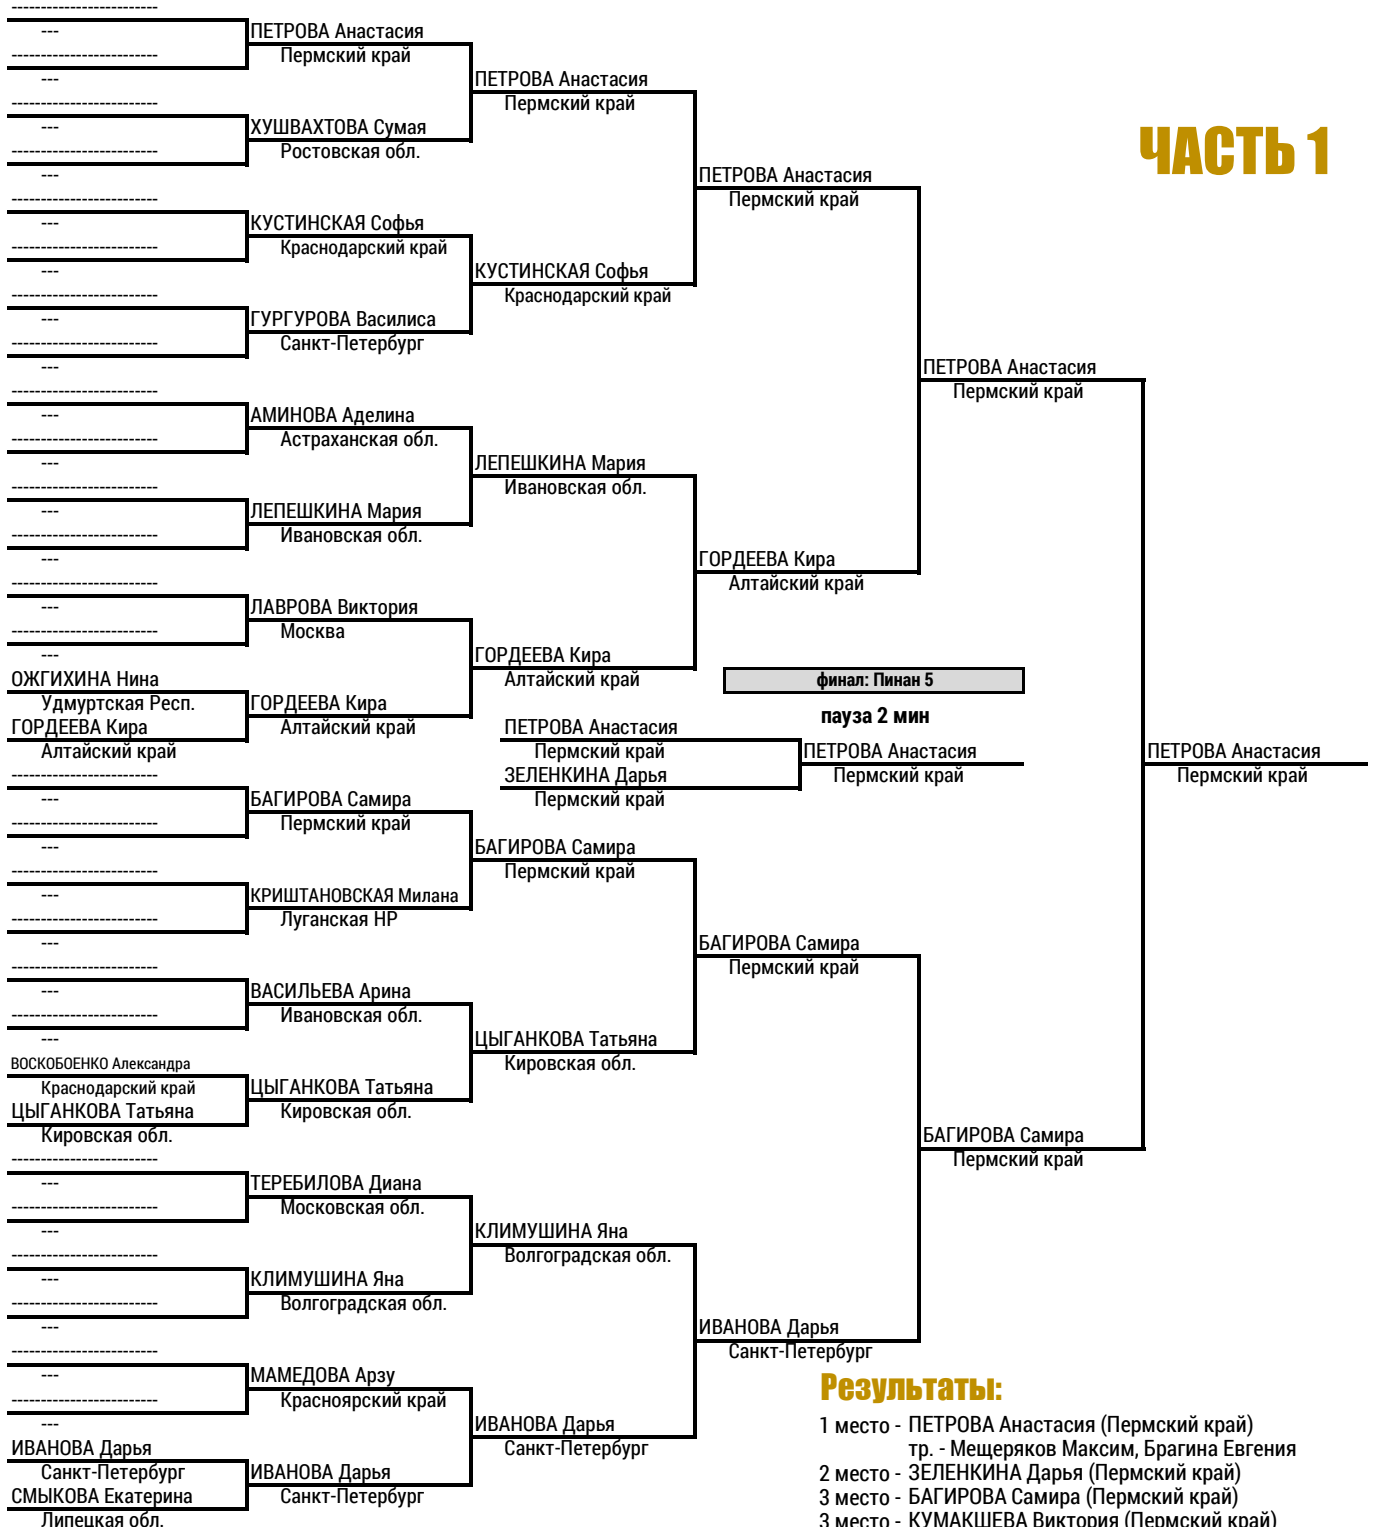 --------------------------
---
ПЕТРОВА Анастасия
--------------------------
Пермский край
---
ПЕТРОВА Анастасия
--------------------------
Пермский край
---
ХУШВАХТОВА Сумая
ЧАСТЬ 1
--------------------------
Ростовская обл.
---
ПЕТРОВА Анастасия
--------------------------
Пермский край
---
КУСТИНСКАЯ Софья
--------------------------
Краснодарский край
---
КУСТИНСКАЯ Софья
--------------------------
Краснодарский край
---
ГУРГУРОВА Василиса
--------------------------
Санкт-Петербург
---
ПЕТРОВА Анастасия
--------------------------
Пермский край
---
АМИНОВА Аделина
--------------------------
Астраханская обл.
---
ЛЕПЕШКИНА Мария
--------------------------
Ивановская обл.
---
ЛЕПЕШКИНА Мария
--------------------------
Ивановская обл.
---
ГОРДЕЕВА Кира
--------------------------
Алтайский край
---
ЛАВРОВА Виктория
--------------------------
Москва
---
ГОРДЕЕВА Кира
ОЖГИХИНА Нина
Алтайский край
финал: Пинан 5
Удмуртская Респ.
ГОРДЕЕВА Кира
пауза 2 мин
ГОРДЕЕВА Кира
Алтайский край
ПЕТРОВА Анастасия
Алтайский край
Пермский край
ПЕТРОВА Анастасия
ПЕТРОВА Анастасия
--------------------------
ЗЕЛЕНКИНА Дарья
Пермский край
Пермский край
---
БАГИРОВА Самира
Пермский край
--------------------------
Пермский край
---
БАГИРОВА Самира
--------------------------
Пермский край
---
КРИШТАНОВСКАЯ Милана
--------------------------
Луганская НР
---
БАГИРОВА Самира
--------------------------
Пермский край
---
ВАСИЛЬЕВА Арина
--------------------------
Ивановская обл.
---
ЦЫГАНКОВА Татьяна
ВОСКОБОЕНКО Александра
Кировская обл.
Краснодарский край
ЦЫГАНКОВА Татьяна
ЦЫГАНКОВА Татьяна
Кировская обл.
Кировская обл.
БАГИРОВА Самира
--------------------------
Пермский край
---
ТЕРЕБИЛОВА Диана
--------------------------
Московская обл.
---
КЛИМУШИНА Яна
--------------------------
Волгоградская обл.
---
КЛИМУШИНА Яна
--------------------------
Волгоградская обл.
---
ИВАНОВА Дарья
--------------------------
Санкт-Петербург
---
МАМЕДОВА Арзу
Результаты:
--------------------------
Красноярский край
---
ИВАНОВА Дарья
1 место - ПЕТРОВА Анастасия (Пермский край)
ИВАНОВА Дарья
Санкт-Петербург
тр. - Мещеряков Максим, Брагина Евгения
Санкт-Петербург
ИВАНОВА Дарья
2 место - ЗЕЛЕНКИНА Дарья (Пермский край)
СМЫКОВА Екатерина
Санкт-Петербург
3 место - БАГИРОВА Самира (Пермский край)
Липецкая обл.
3 место - КУМАКШЕВА Виктория (Пермский край)